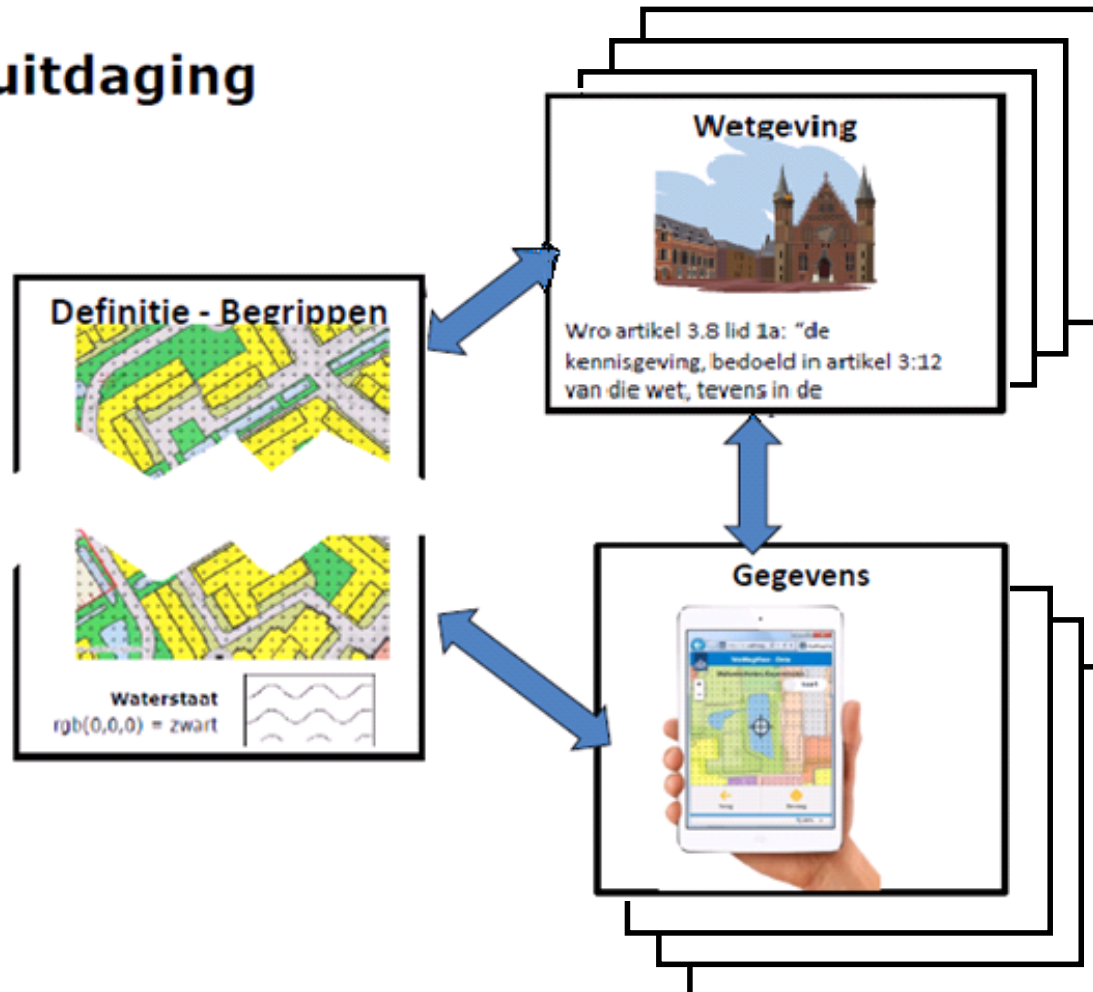 uitdaging
Wetgeving
Wro artikel 3.8 lid 1a: “de
kennisgeving, bedoeld in artikel 3:12
van die wet, tevens in de
Definitie - Begrippen
Waterstaat
rgb(0,0,0) = zwart
Gegevens